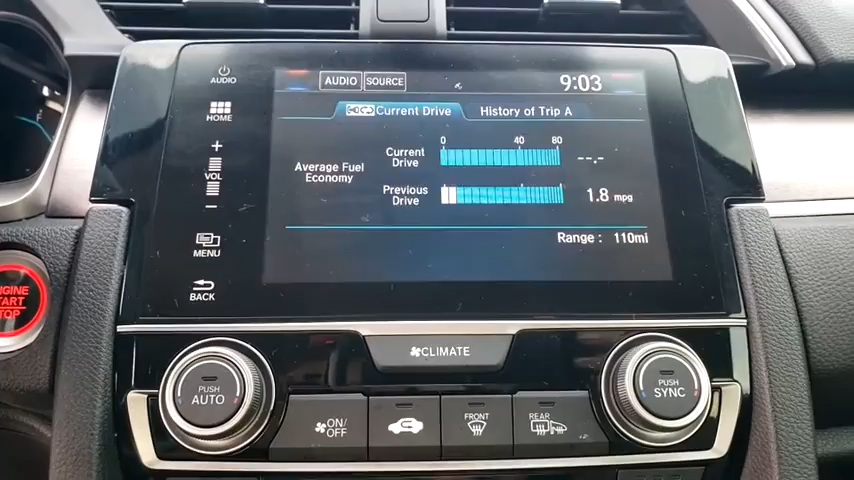 AUDIO
HOME
+
VOL
-
MENU
BACK
AUDIO SOURCE 9:03
Current Drive History of Trip A
0 40 80
Average Fuel Economy
Current Drive --.-
Previous Drive 1.8 mpg
Range : 110mi
ENGINE
START
STOP
CLIMATE
PUSH
AUTO
ON/OFF
FRONT
REAR
PUSH
SYNC